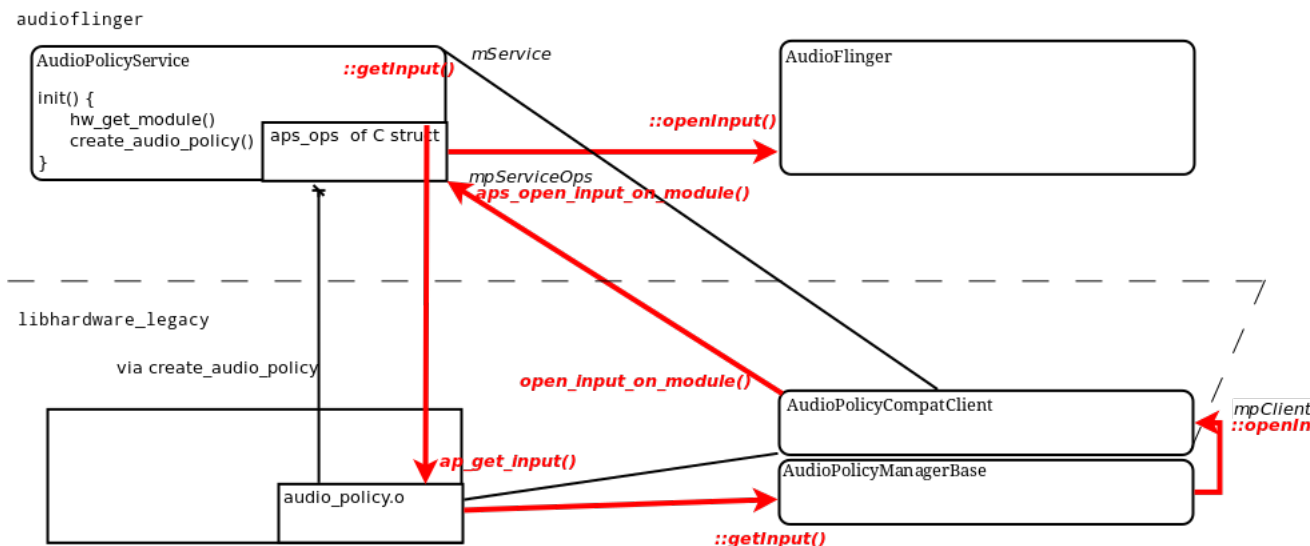 audioflinger
AudioPolicyService
init() {
hw_get_module()
create_audio_policy()
}
::getInput()
mService
aps_ops of C struct
::openInput()
AudioFlinger
mpServiceOps
aps_open_input_on_module()
libhardware_legacy
via create_audio_policy
open_input_on_module()
AudioPolicyCompatClient
mpClient
::openIn
ap_get_input()
AudioPolicyManagerBase
audio_policy.o
::getInput()